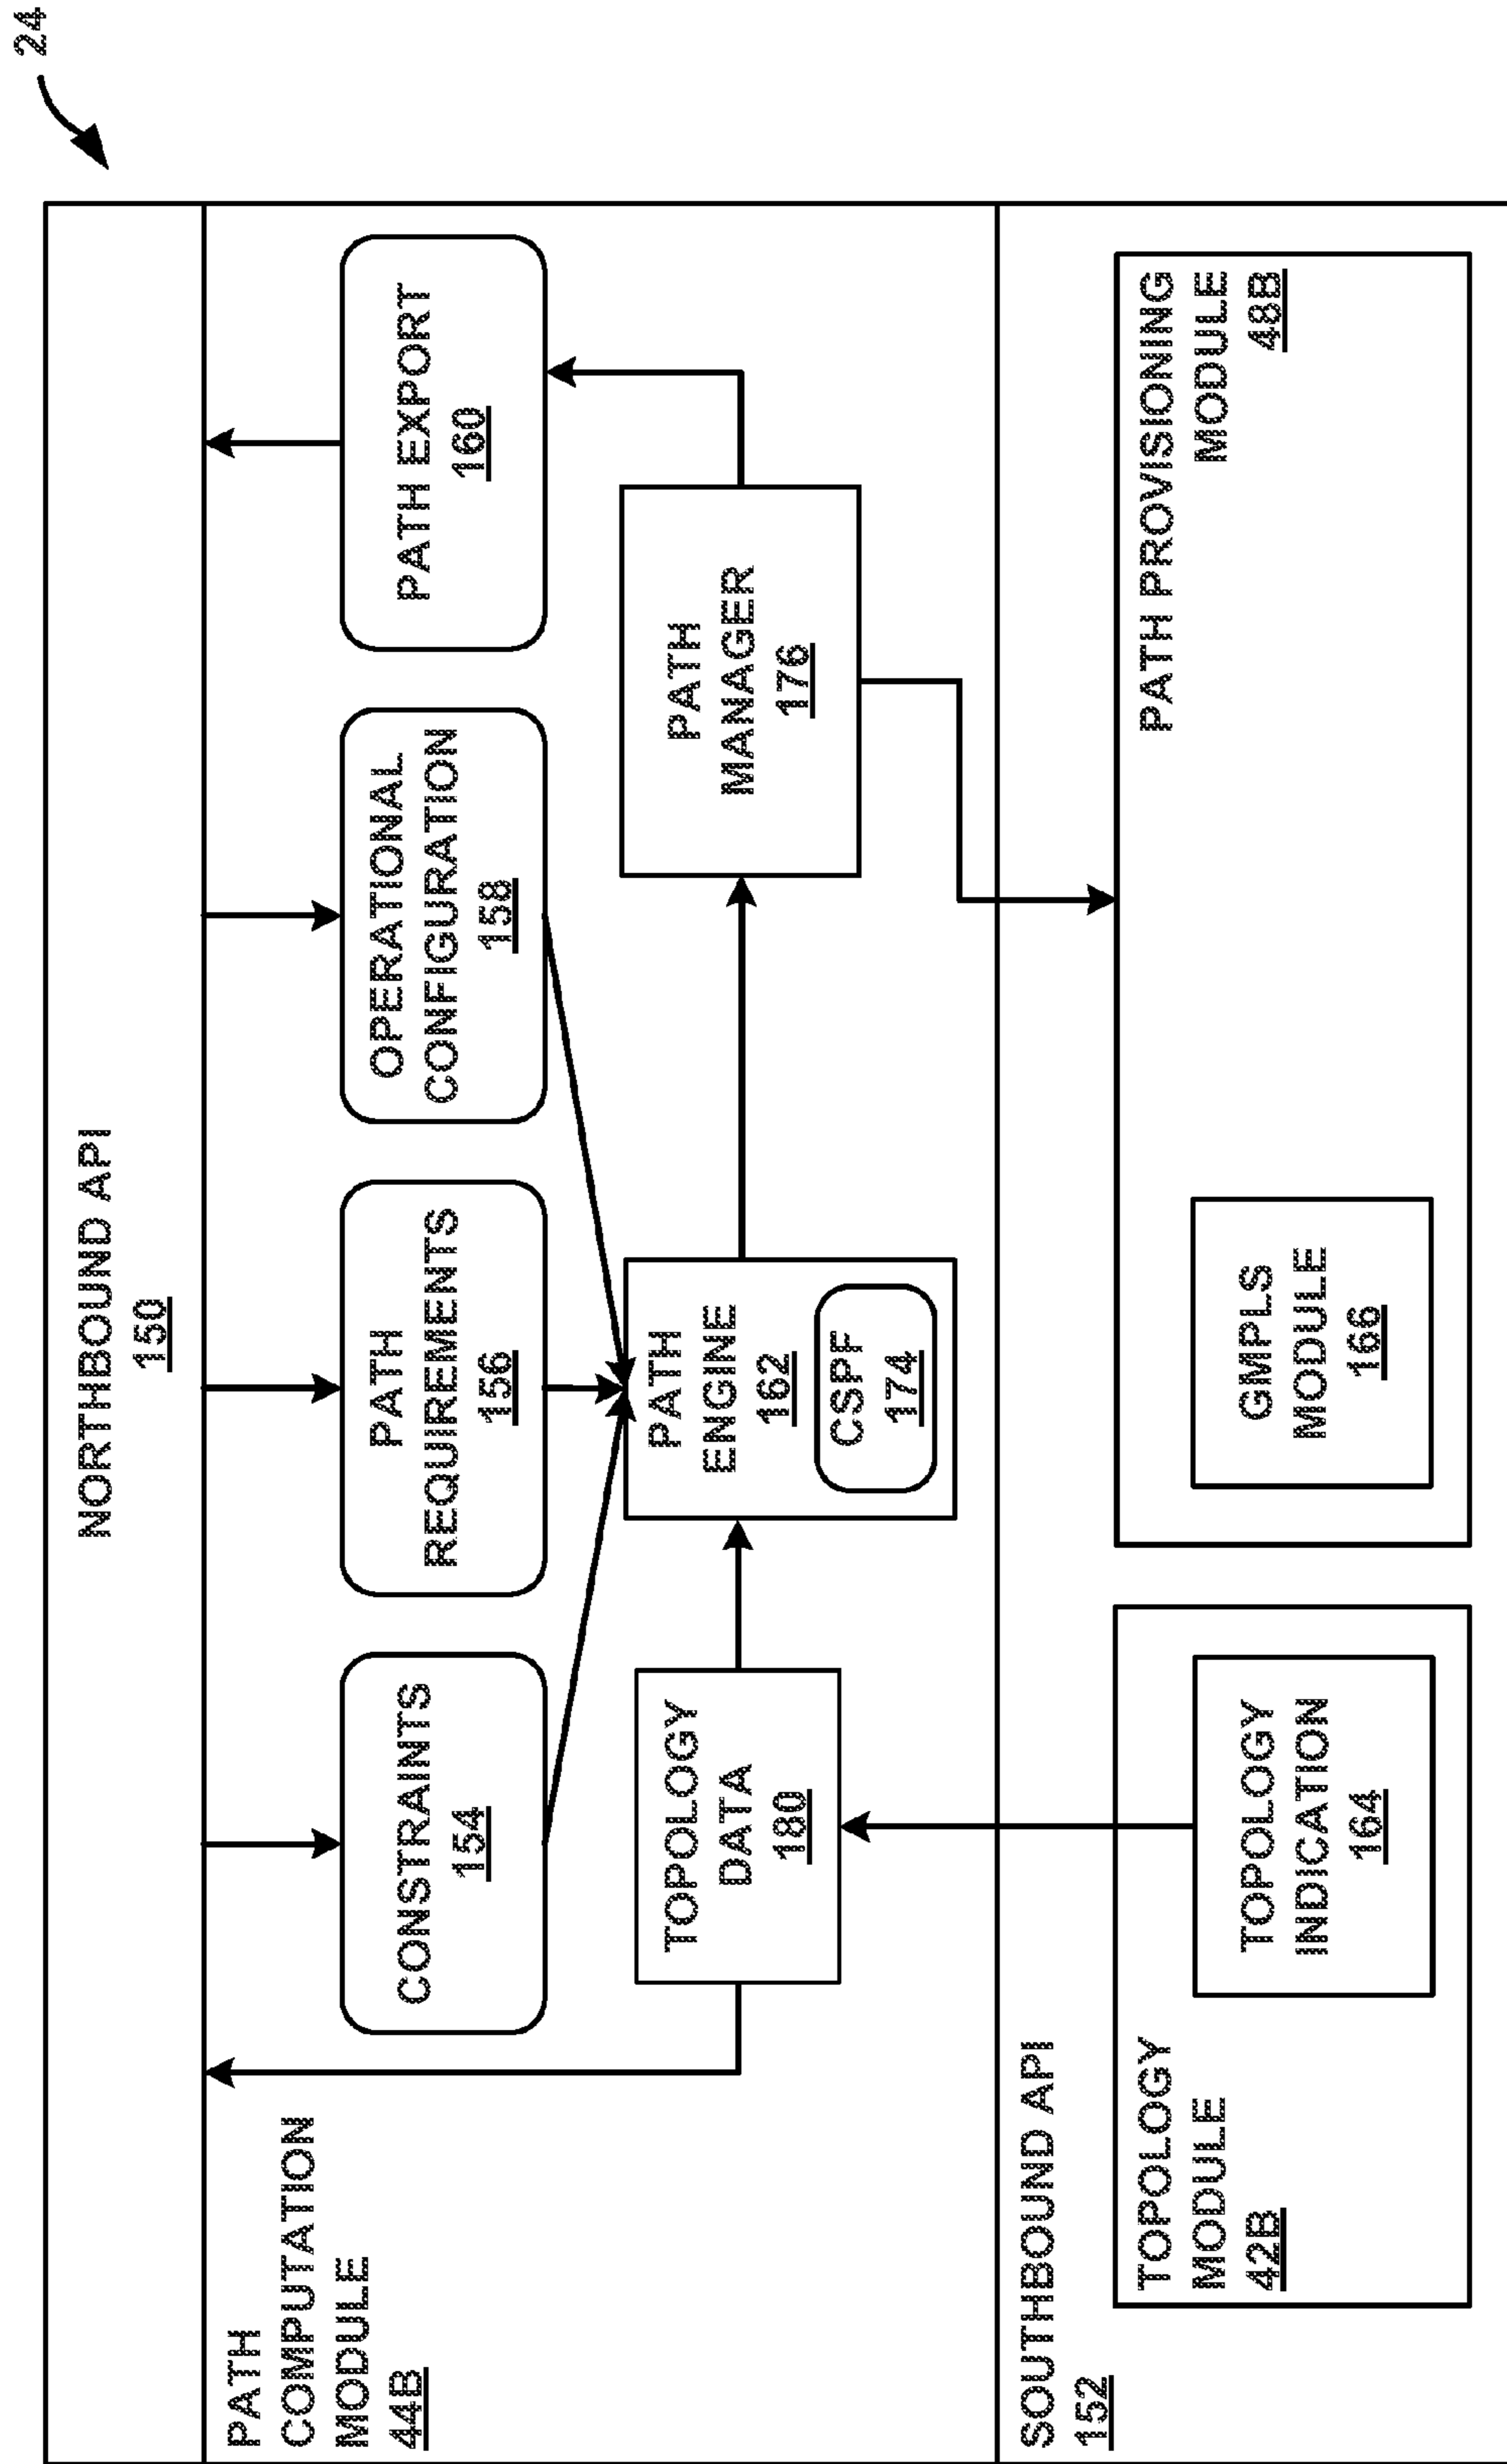 24
NORTHBOUND API
150
PATH
COMPUTATION
MODULE
44B
CONSTRAINTS
154
PATH
REQUIREMENTS
156
OPERATIONAL
CONFIGURATION
158
PATH EXPORT
160
TOPOLOGY
DATA
180
PATH
ENGINE
162
CSPF
174
PATH
MANAGER
176
SOUTHBOUND API
152
TOPOLOGY
MODULE
42B
TOPOLOGY
INDICATION
164
GMPLS
MODULE
166
PATH PROVISIONING
MODULE
48B